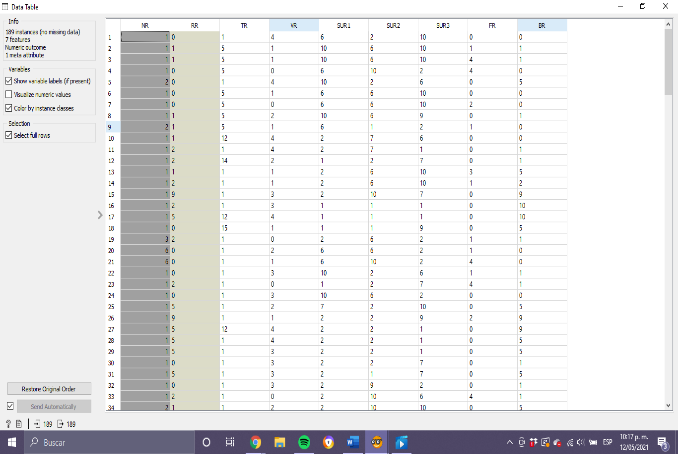 Data Table
Info
189 instances (no missing data)
7 features
Numeric outcome
1 meta attribute
Variables
Show variable labels (if present)
Visualize numeric values
Color by instance classes
Selection
Select full rows
NR RR TR VR SUR1 SUR2 SUR3 FR BR
1 1 0 1 4 6 2 10 0 0
2 1 1 5 1 10 6 10 1 1
3 1 1 5 1 10 6 10 4 1
4 1 0 5 0 6 10 2 4 0
5 2 0 1 4 10 2 6 0 5
6 1 0 5 1 6 6 10 0 0
7 1 0 5 0 6 6 10 2 0
8 1 1 5 2 10 6 9 0 1
9 2 1 5 1 6 1 2 1 0
10 1 1 12 4 2 7 6 0 0
11 1 2 1 4 2 7 1 0 1
12 1 2 14 2 1 2 7 0 1
13 1 1 1 1 2 6 10 3 5
14 1 2 1 1 2 6 10 1 2
15 1 9 1 3 2 10 7 0 9
16 1 2 1 3 1 1 1 0 10
17 1 5 12 4 1 1 1 0 10
18 1 0 15 1 1 1 9 0 5
19 3 2 1 0 2 6 2 1 1
20 6 0 1 2 6 6 2 1 0
21 6 0 1 1 6 10 2 4 0
22 1 0 1 3 10 2 6 1 1
23 1 2 1 0 1 2 7 4 1
24 1 0 1 3 10 6 2 0 0
25 1 5 1 2 7 2 10 0 5
26 1 9 1 1 2 2 9 2 9
27 1 5 12 4 2 2 1 0 9
28 1 5 1 4 2 2 1 0 5
29 1 5 1 3 2 2 1 0 5
30 1 0 1 3 2 2 7 0 1
31 1 5 1 3 2 1 7 0 5
32 1 0 1 3 2 9 2 0 1
33 1 2 1 0 2 10 6 4 1
34 2 1 1 2 2 10 10 0 5
Restore Original Order
Send Automatically
189 189
Buscar
ESP
10:17 p. m.
12/05/2021